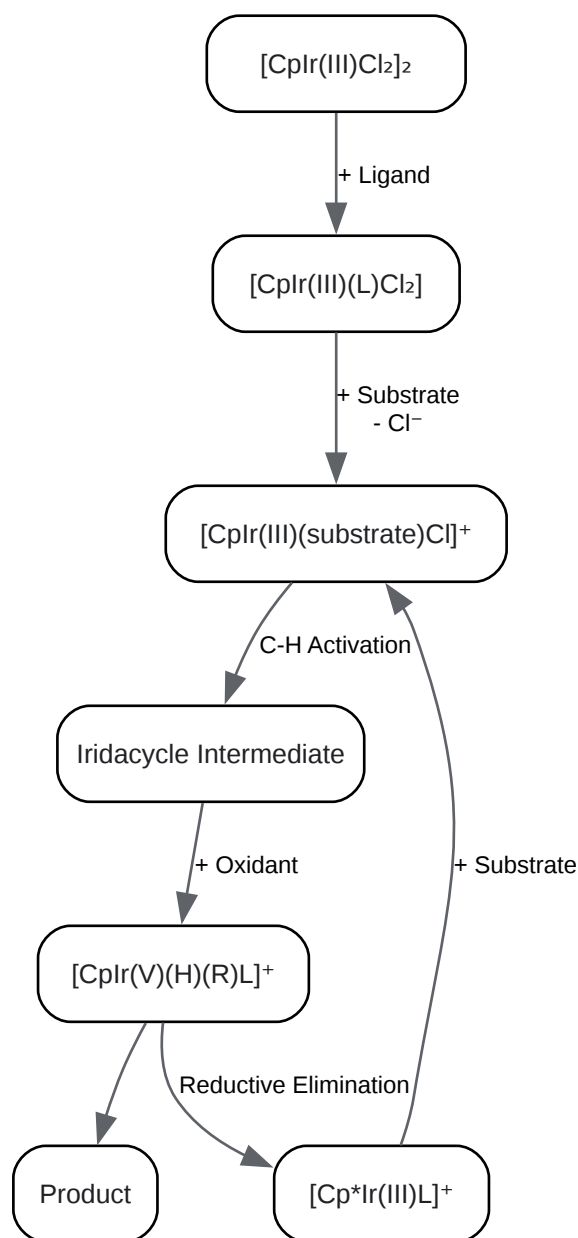 [CpIr(III)Cl₂]₂
+ Ligand
[CpIr(III)(L)Cl₂]
+ Substrate
- Cl⁻
[CpIr(III)(substrate)Cl]⁺
C-H Activation
Iridacycle Intermediate
+ Oxidant
+ Substrate
[CpIr(V)(H)(R)L]⁺
Reductive Elimination
Product
[Cp*Ir(III)L]⁺